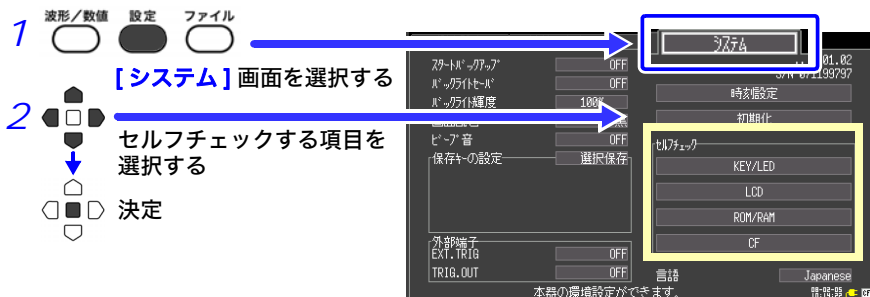 波形/数値 設定 ファイル
1
[ システム ] 画面を選択する
2
セルフチェックする項目を
選択する
決定
システム
スタートバックアップ OFF
バックライトセーバ OFF
バックライト輝度 100%
ビープ音 OFF
保存キーの設定 選択保存
外部端子
EXT.TRIG OFF
TRIG.OUT OFF
01.02
S/N 071199797
時刻設定
初期化
セルフチェック
KEY/LED
LCD
ROM/RAM
CF
言語 Japanese
本器の環境設定ができます。